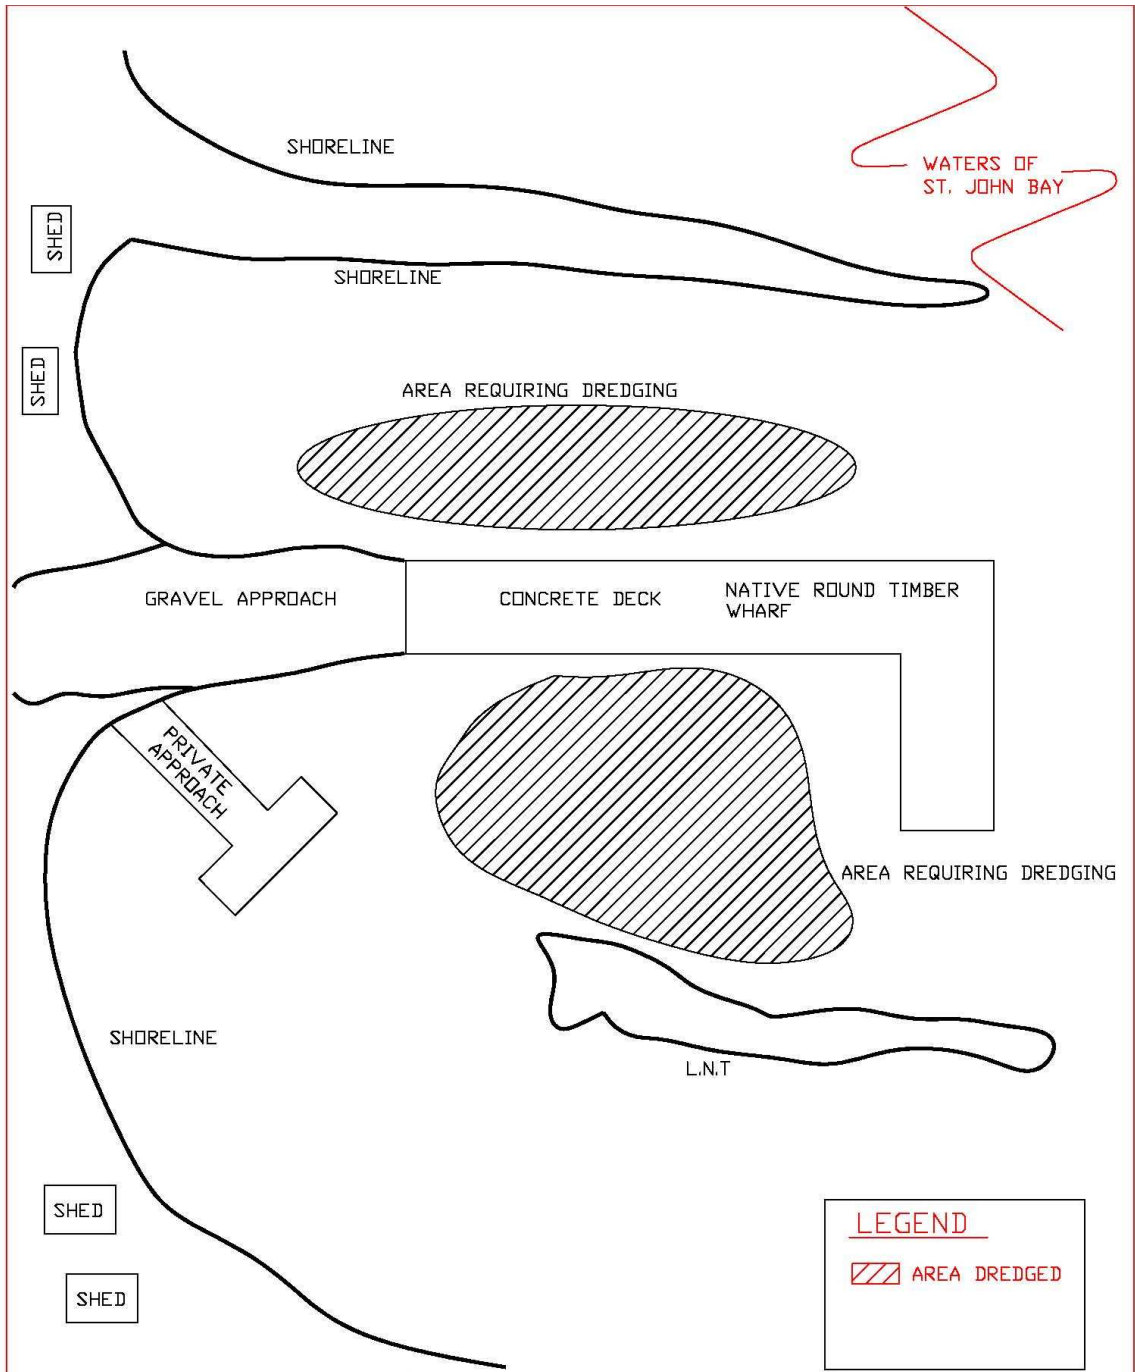 SHORELINE
WATERS OF
ST. JOHN BAY
SHED
SHORELINE
SHED
AREA REQUIRING DREDGING
GRAVEL APPROACH
CONCRETE DECK
NATIVE ROUND TIMBER
WHARF
PRIVATE
APPROACH
AREA REQUIRING DREDGING
SHORELINE
L.N.T
SHED
SHED
LEGEND
AREA DREDGED